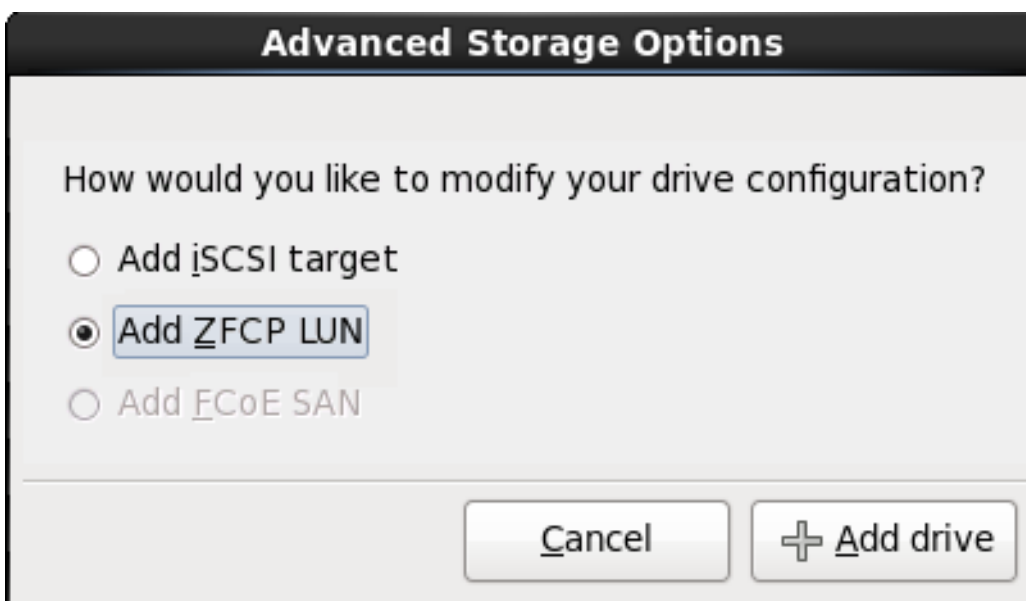 Advanced Storage Options
How would you like to modify your drive configuration?
Add iSCSI target
Add ZFCP LUN
Add FCoE SAN
Cancel
Add drive